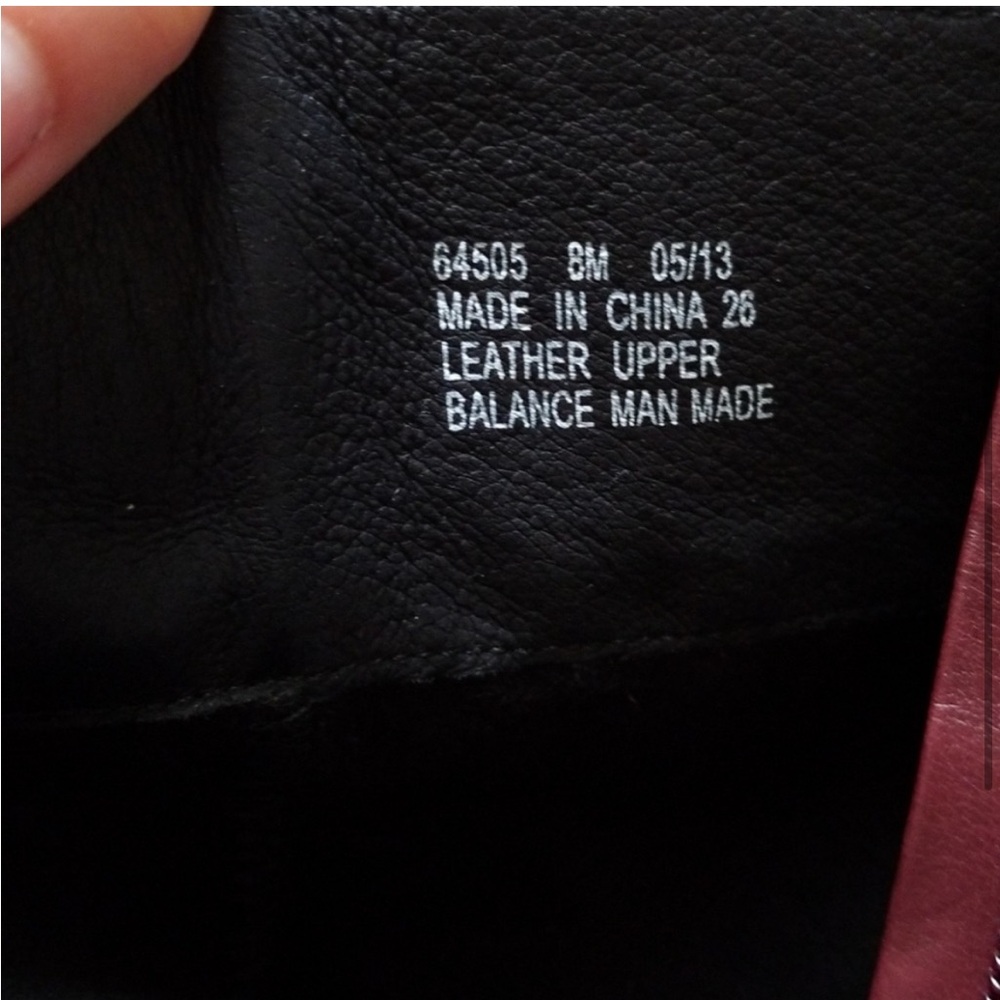 64505 8M 05/13
MADE IN CHINA 26
LEATHER UPPER
BALANCE MAN MADE